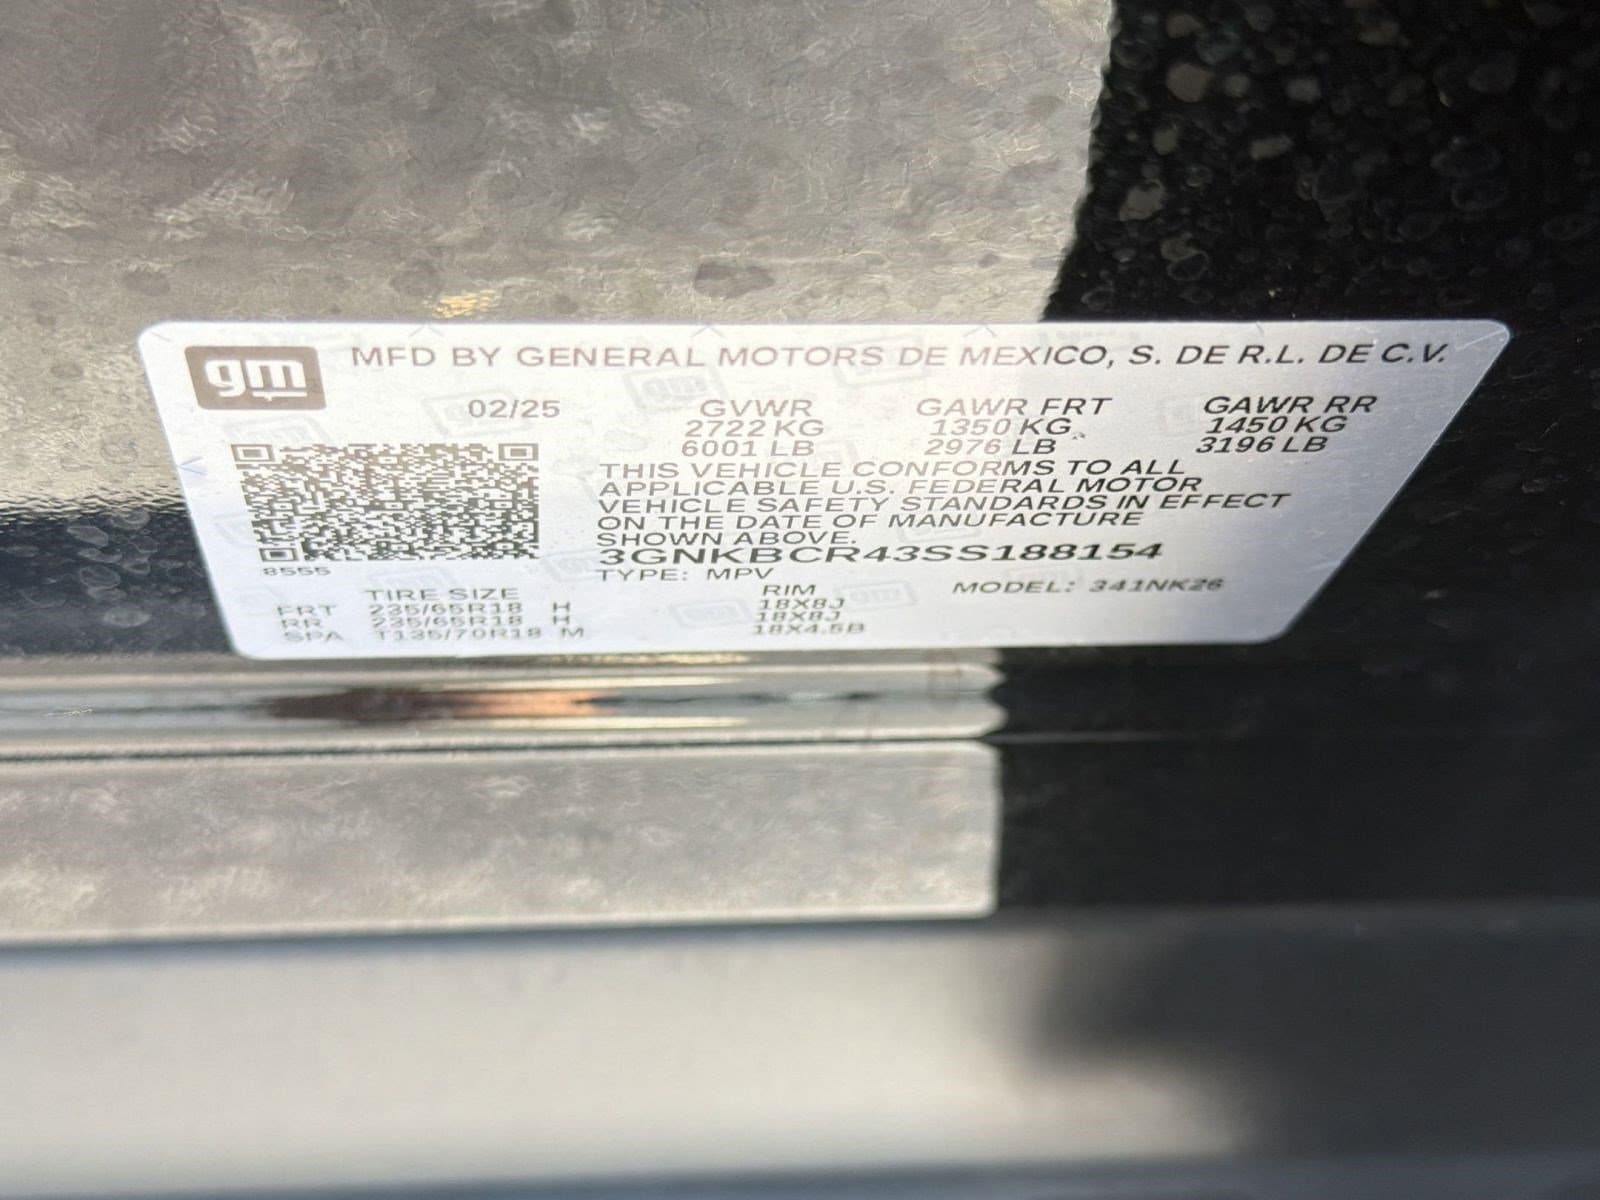 gm MFD BY GENERAL MOTORS DE MEXICO, S. DE R.L. DE C.V.
02/25 GVWR GAWR FRT GAWR RR
2722 KG 1350 KG 1450 KG
6001 LB 2976 LB 3196 LB
THIS VEHICLE CONFORMS TO ALL
APPLICABLE U.S. FEDERAL MOTOR
VEHICLE SAFETY STANDARDS IN EFFECT
ON THE DATE OF MANUFACTURE
SHOWN ABOVE.
3GNKBCR43SS188154
8555 TYPE: MPV
TIRE SIZE RIM MODEL: 341NK26
FRT 235/65R18 H 18X8J
RR 235/65R18 H 18X8J
SPA T135/70R18 M 18X4.5B